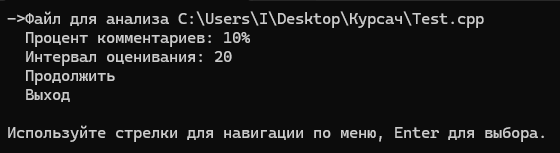 ->Файл для анализа C:\Users\I\Desktop\Курсач\Test.cpp
Процент комментариев: 10%
Интервал оценивания: 20
Продолжить
Выход
Используйте стрелки для навигации по меню, Enter для выбора.